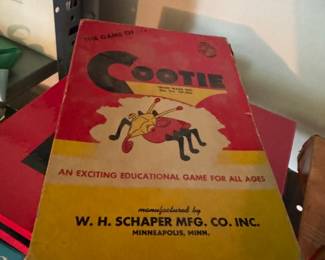 THE GAME OF
COOTIE
AN EXCITING EDUCATIONAL GAME FOR ALL AGES
manufactured by
W. H. SCHAPER MFG. CO. INC.
MINNEAPOLIS, MINN.